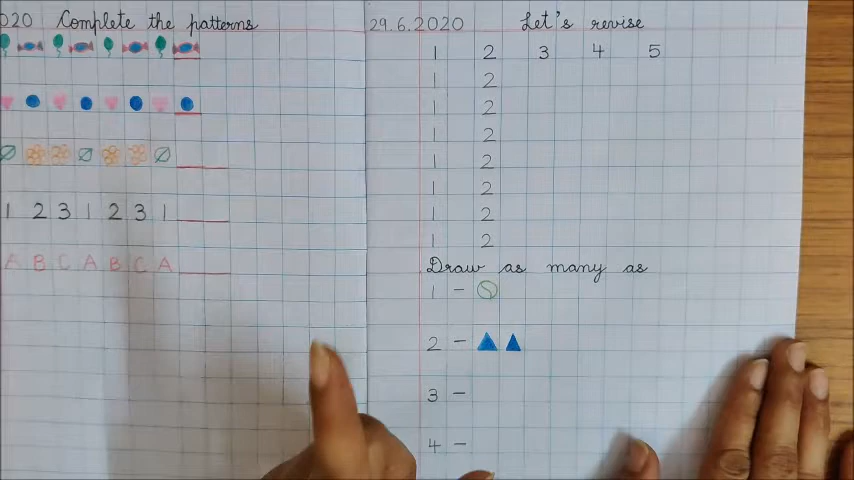 020 Complete the patterns
1 2 3 1 2 3 1
A B C A B C A
29.6.2020 Let's revise
1 2 3 4 5
1 2
1 2
1 2
1 2
1 2
1 2
1 2
Draw as many as
1 -
2 -
3 -
4 -